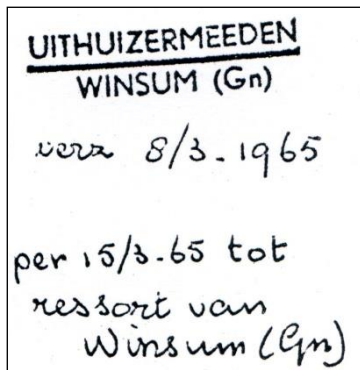 UITHUIZERMEEDEN
WINSUM (Gn)
verz 8/3-1965
per 15/3-65 tot
ressort van
Winsum (Gn)